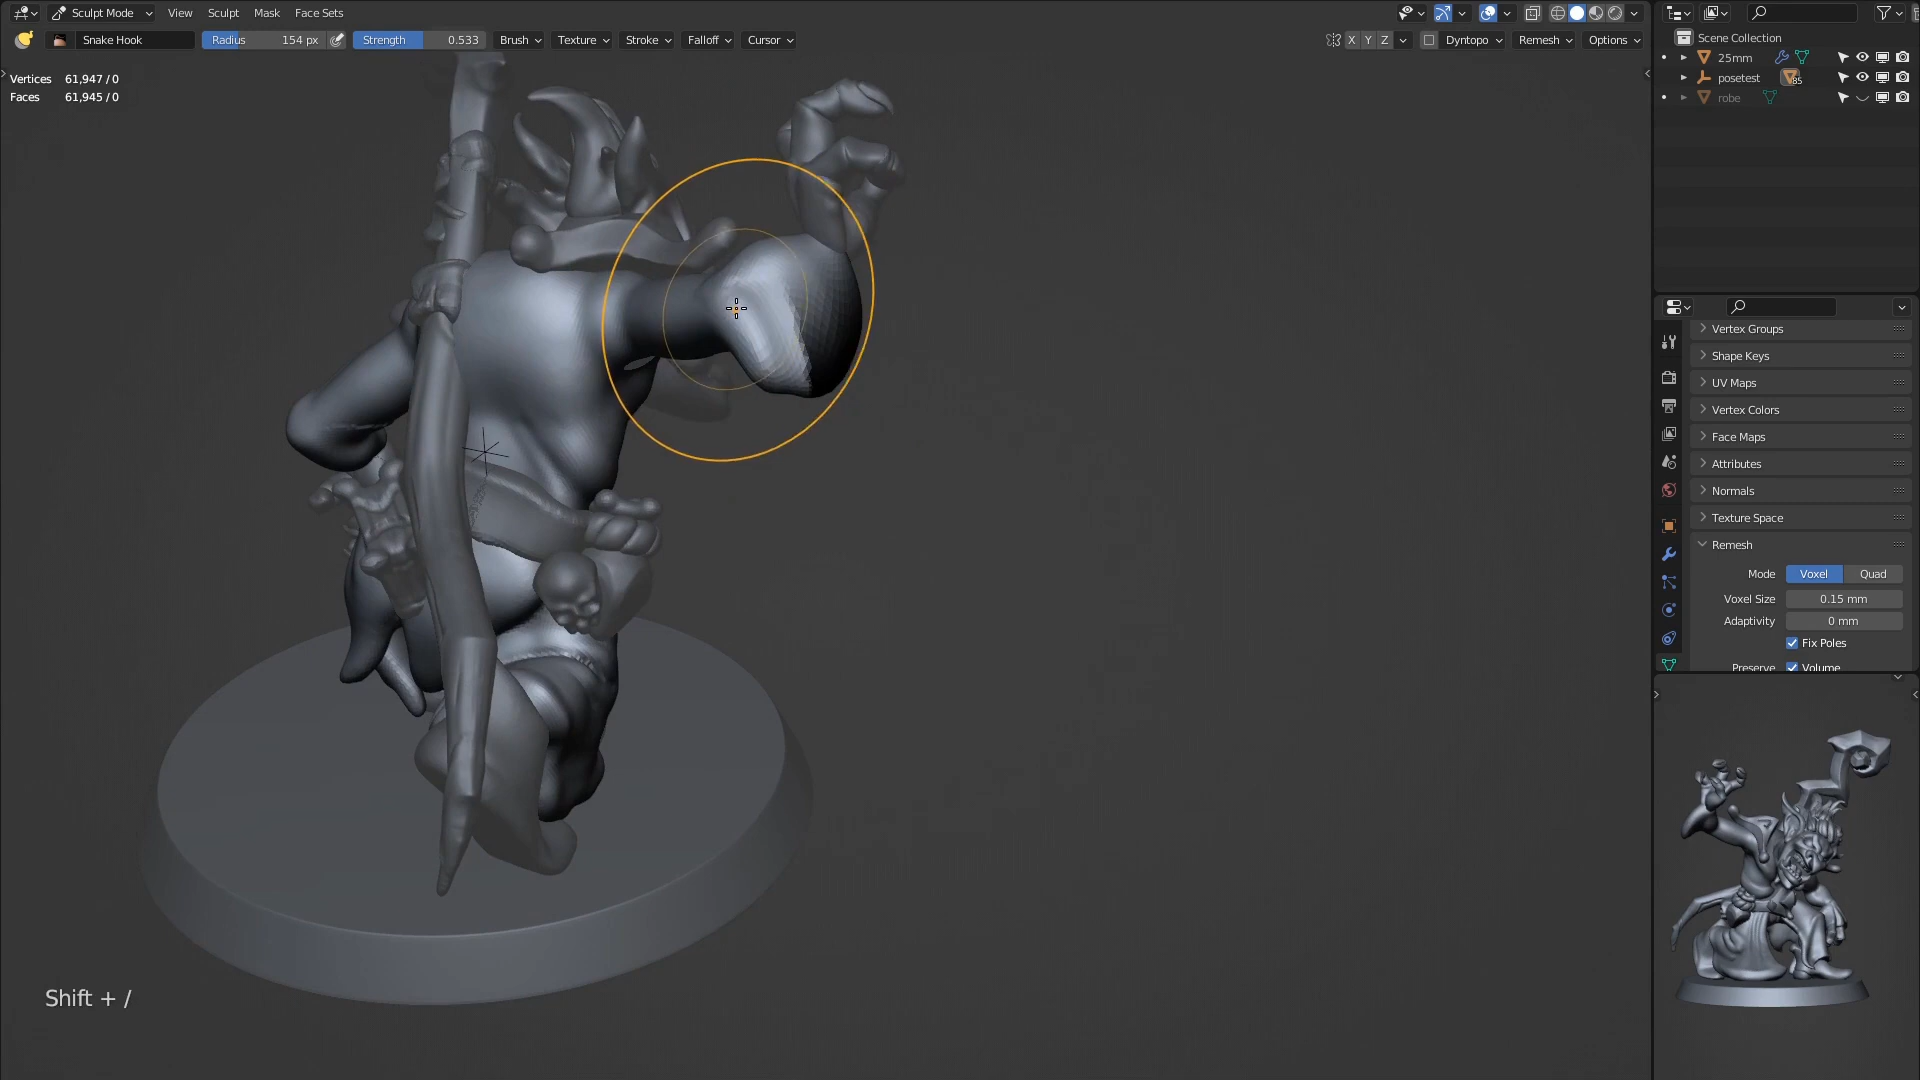 Sculpt Mode View Sculpt Mask Face Sets
Snake Hook Radius 154 px Strength 0.533 Brush Texture Stroke Falloff Cursor X Y Z Dyntopo Remesh Options
Vertices 61,947 / 0
Faces 61,945 / 0
Shift + /
Scene Collection
25mm
posetest 85
robe
Vertex Groups
Shape Keys
UV Maps
Vertex Colors
Face Maps
Attributes
Normals
Texture Space
Remesh
Mode Voxel Quad
Voxel Size 0.15 mm
Adaptivity 0 mm
Fix Poles
Preserve Volume